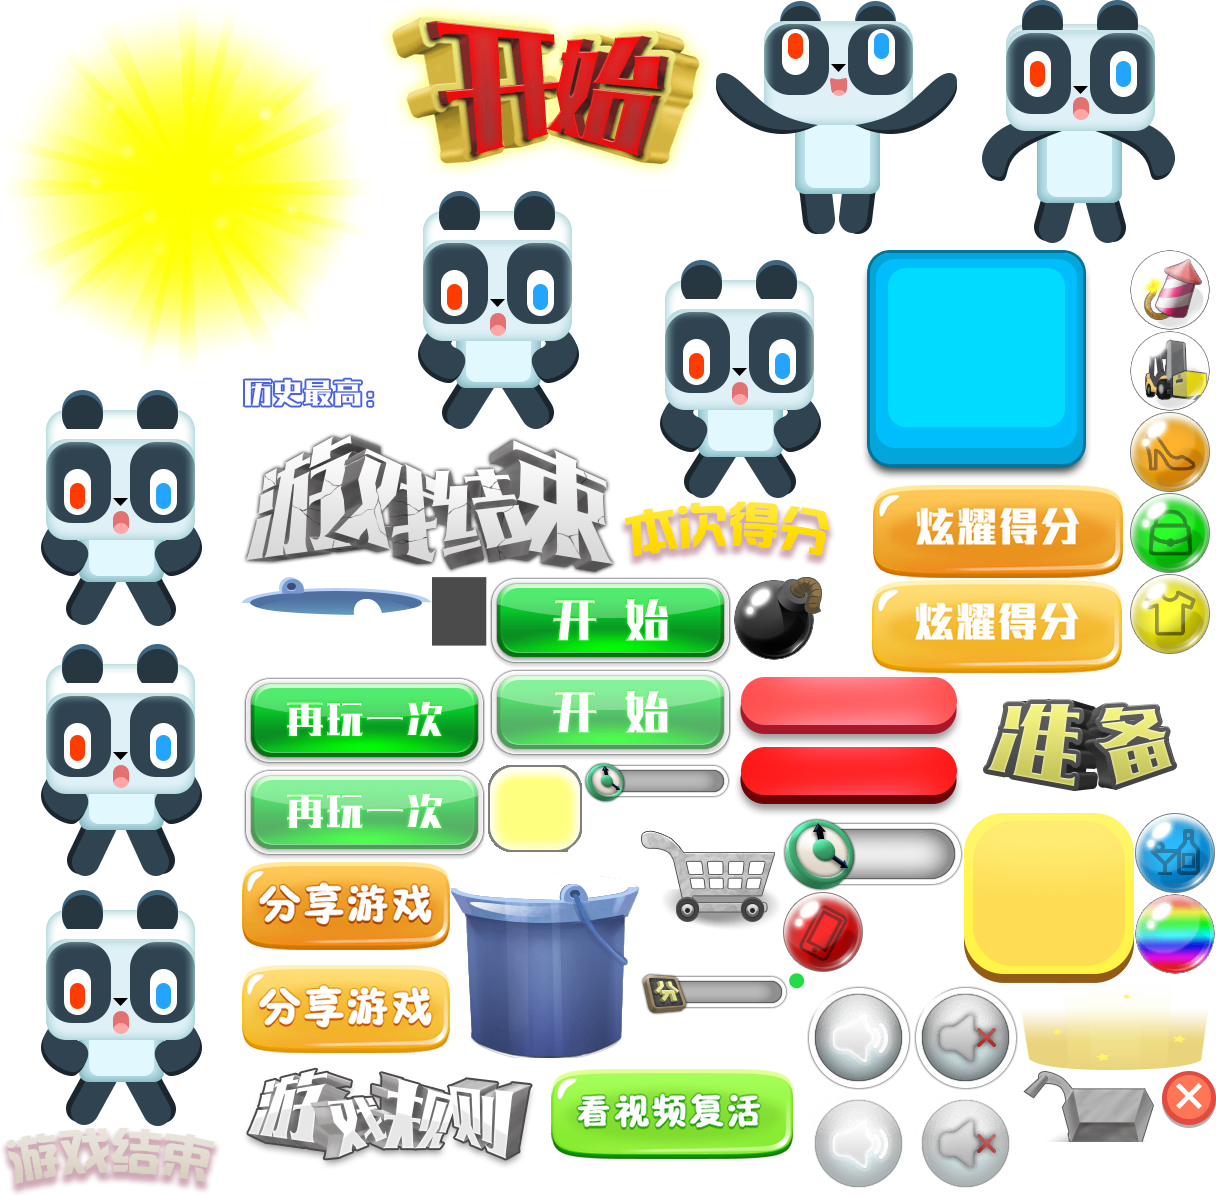 开始
历史最高：
游戏结束
本次得分
炫耀得分
开 始
炫耀得分
再玩一次
开 始
准备
再玩一次
分享游戏
分享游戏
分
游戏规则
看视频复活
游戏结束